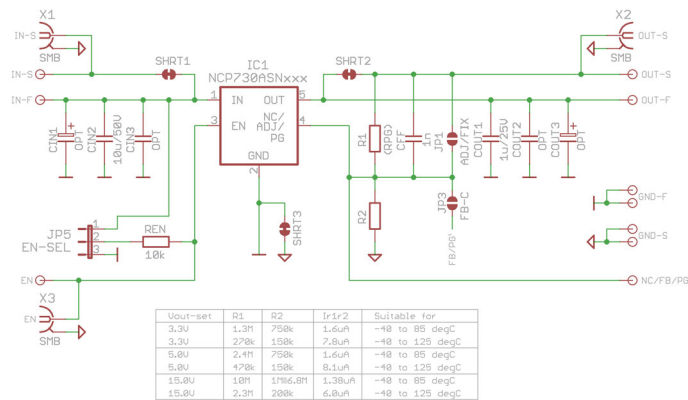 X1
IN-S
SMB
IN-S
SHRT1
IN-F
IC1
NCP730ASNxxx
1 IN OUT 5
3 EN NC/ 4
ADJ/
PG
GND
2
SHRT2
X2
OUT-S
SMB
OUT-S
OUT-F
CIN1
OPT
CIN2
10u/50V
CIN3
OPT
R1
(RPG)
CFF
1n
JP1
ADJ/FIX
COUT1
1u/25V
COUT2
OPT
COUT3
OPT
R2
JP3
FB-C
FB/PG'
GND-F
GND-S
SHRT3
JP5
EN-SEL
1
2
3
REN
10k
EN
NC/FB/PG
X3
EN
SMB
Vout-set R1 R2 Ir1r2 Suitable for
3.3V 1.3M 750k 1.6uA -40 to 85 degC
3.3V 270k 150k 7.8uA -40 to 125 degC
5.0V 2.4M 750k 1.6uA -40 to 85 degC
5.0V 470k 150k 8.1uA -40 to 125 degC
15.0V 10M 1M||6.8M 1.38uA -40 to 85 degC
15.0V 2.3M 200k 6.0uA -40 to 125 degC